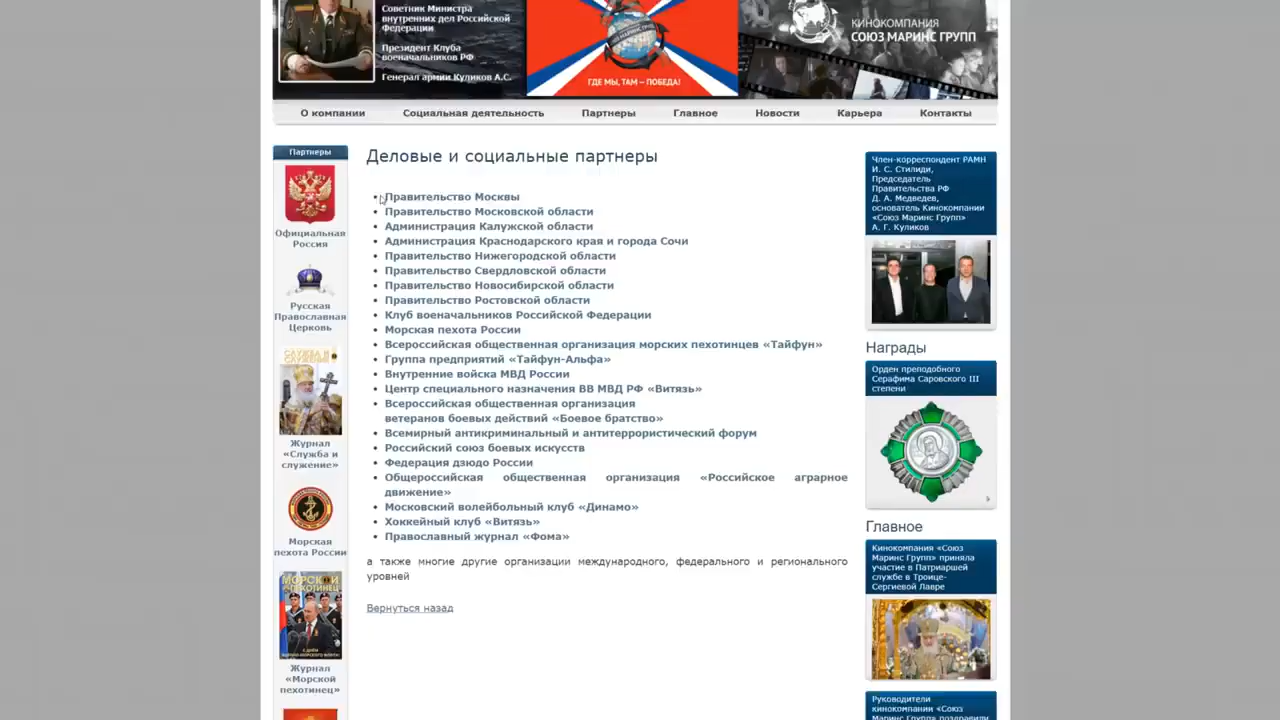 Советник Министра
внутренних дел Российской
Федерации
Президент Клуба
военачальников РФ
Генерал армии Куликов А.С.
ГДЕ МЫ, ТАМ – ПОБЕДА!
КИНОКОМПАНИЯ
СОЮЗ МАРИНС ГРУПП
О компании
Социальная деятельность
Партнеры
Главное
Новости
Карьера
Контакты
Партнеры
Официальная
Россия
Русская
Православная
Церковь
СЛУЖБА И
СЛУЖЕНИЕ
Журнал
«Служба и
служение»
Морская
пехота России
МОРСКОЙ
ПЕХОТИНЕЦ
Журнал
«Морской
пехотинец»
Деловые и социальные партнеры
• Правительство Москвы
• Правительство Московской области
• Администрация Калужской области
• Администрация Краснодарского края и города Сочи
• Правительство Нижегородской области
• Правительство Свердловской области
• Правительство Новосибирской области
• Правительство Ростовской области
• Клуб военачальников Российской Федерации
• Морская пехота России
• Всероссийская общественная организация морских пехотинцев «Тайфун»
• Группа предприятий «Тайфун-Альфа»
• Внутренние войска МВД России
• Центр специального назначения ВВ МВД РФ «Витязь»
• Всероссийская общественная организация
ветеранов боевых действий «Боевое братство»
• Всемирный антикриминальный и антитеррористический форум
• Российский союз боевых искусств
• Федерация дзюдо России
• Общероссийская общественная организация «Российское аграрное
движение»
• Московский волейбольный клуб «Динамо»
• Хоккейный клуб «Витязь»
• Православный журнал «Фома»
а также многие другие организации международного, федерального и регионального
уровней
Вернуться назад
Член-корреспондент РАМН
И. С. Стилиди,
Председатель
Правительства РФ
Д. А. Медведев,
основатель Кинокомпании
«Союз Маринс Групп»
А. Г. Куликов
Награды
Орден преподобного
Серафима Саровского III
степени
Главное
Кинокомпания «Союз
Маринс Групп» приняла
участие в Патриаршей
службе в Троице-
Сергиевой Лавре
Руководители
кинокомпании «Союз
Маринс Групп» поздравили